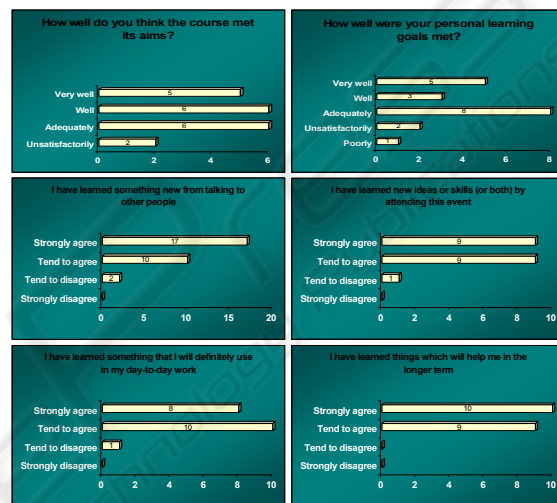 How well do you think the course met
its aims?
Very well
5
Well
6
Adequately
6
Unsatisfactorily
2
0 2 4 6
How well were your personal learning
goals met?
Very well
5
Well
3
Adequately
8
Unsatisfactorily
2
Poorly
1
0 2 4 6 8
I have learned something new from talking to
other people
Strongly agree
17
Tend to agree
10
Tend to disagree
2
Strongly disagree
0 5 10 15 20
I have learned new ideas or skills (or both) by
attending this event
Strongly agree
9
Tend to agree
9
Tend to disagree
1
Strongly disagree
0 2 4 6 8 10
I have learned something that I will definitely use
in my day-to-day work
Strongly agree
8
Tend to agree
10
Tend to disagree
1
Strongly disagree
0 2 4 6 8 10
I have learned things which will help me in the
longer term
Strongly agree
10
Tend to agree
9
Tend to disagree
Strongly disagree
0 2 4 6 8 10